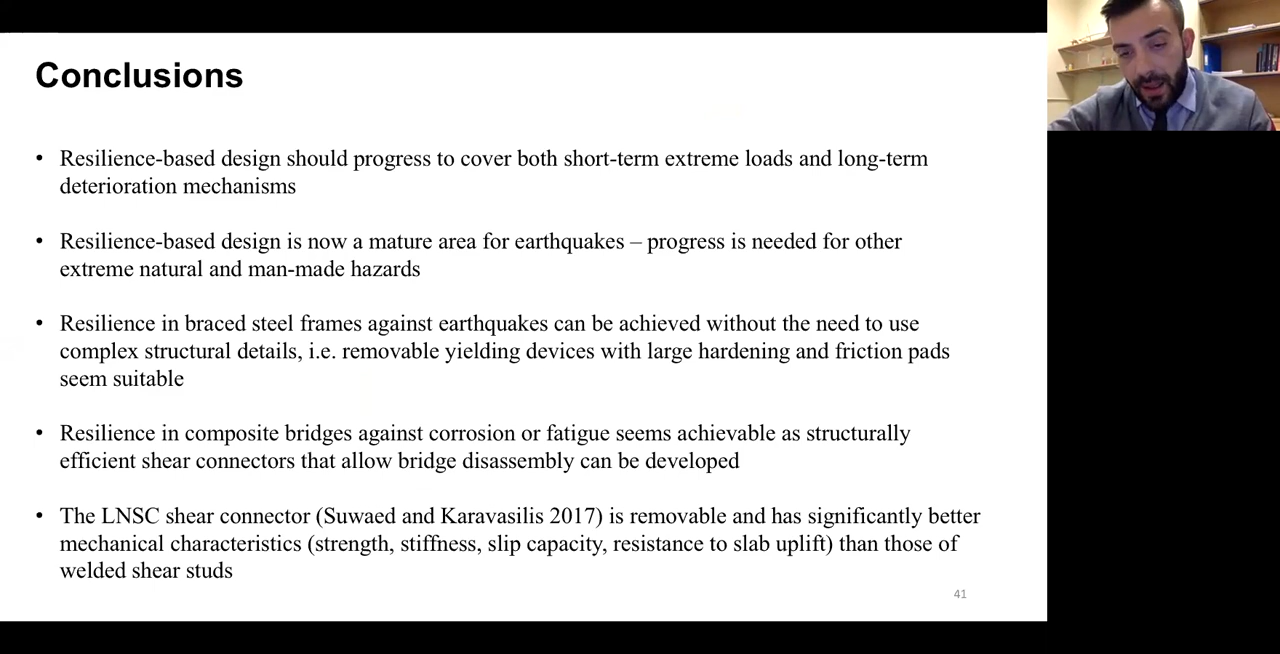 Conclusions
• Resilience-based design should progress to cover both short-term extreme loads and long-term
deterioration mechanisms
• Resilience-based design is now a mature area for earthquakes – progress is needed for other
extreme natural and man-made hazards
• Resilience in braced steel frames against earthquakes can be achieved without the need to use
complex structural details, i.e. removable yielding devices with large hardening and friction pads
seem suitable
• Resilience in composite bridges against corrosion or fatigue seems achievable as structurally
efficient shear connectors that allow bridge disassembly can be developed
• The LNSC shear connector (Suwaed and Karavasilis 2017) is removable and has significantly better
mechanical characteristics (strength, stiffness, slip capacity, resistance to slab uplift) than those of
welded shear studs
41